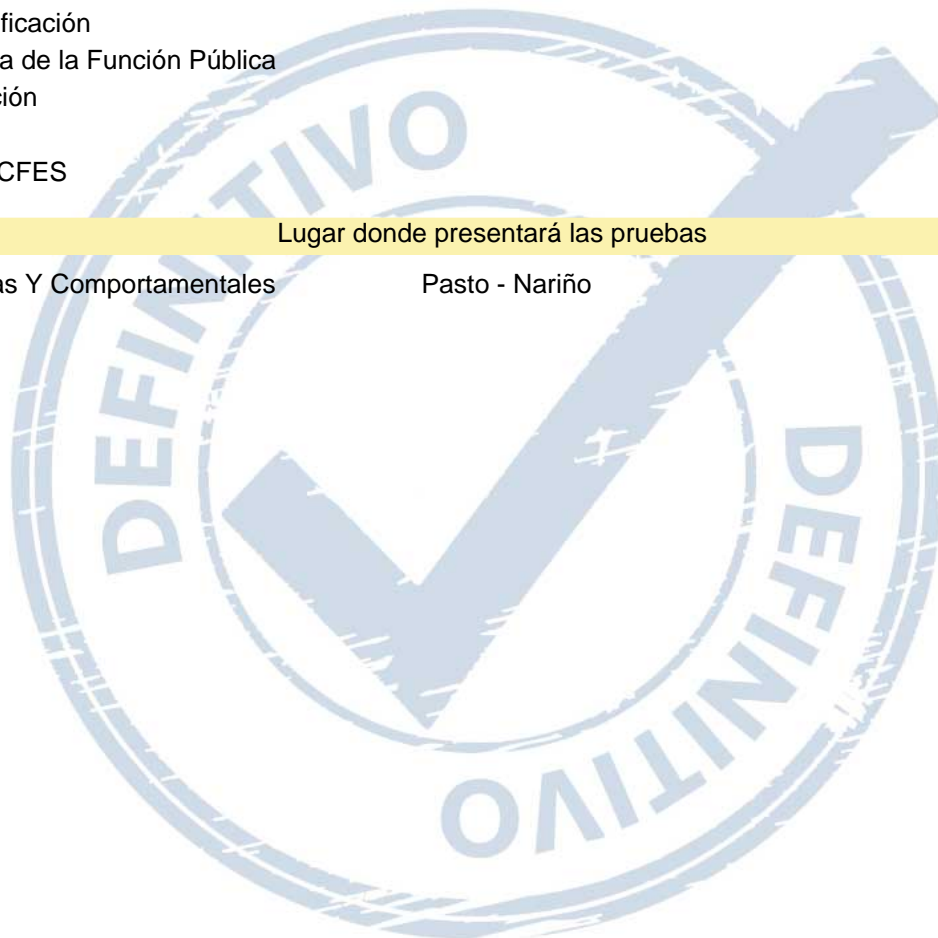 ficación
a de la Función Pública
ción
CFES
Lugar donde presentará las pruebas
as Y Comportamentales Pasto - Nariño
DEFINITIVO
DEFINITIVO